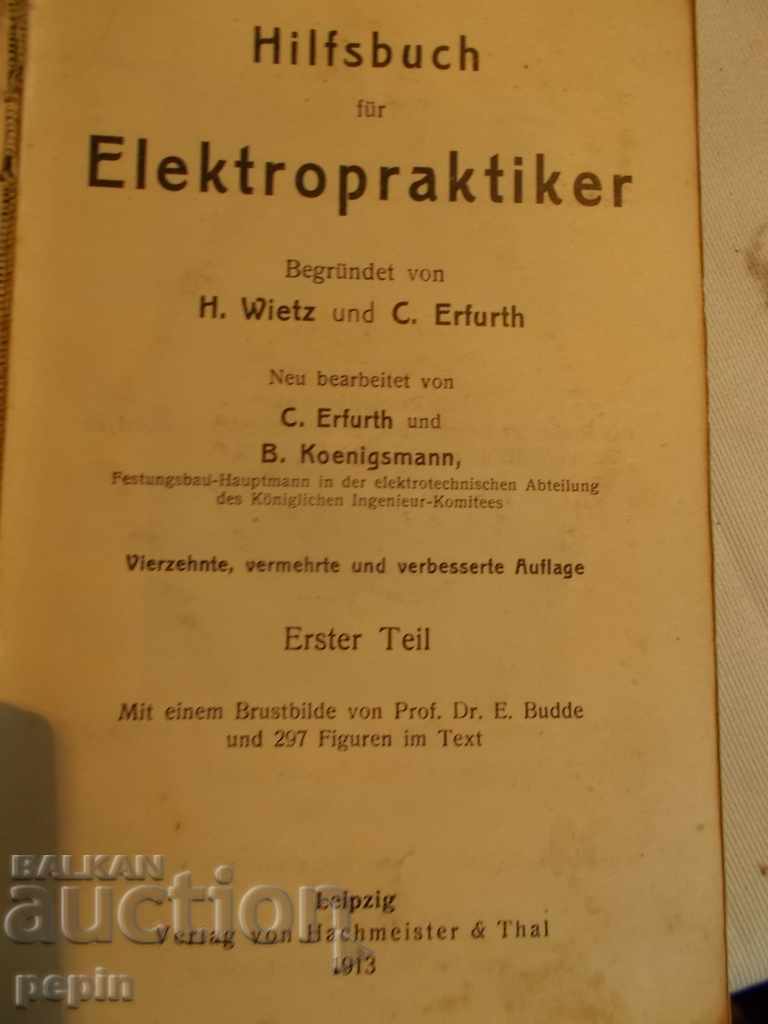 Hilfsbuch
für
Elektropraktiker
Begründet von
H. Wietz und C. Erfurth
Neu bearbeitet von
C. Erfurth und
B. Koenigsmann,
Festungsbau-Hauptmann in der elektrotechnischen Abteilung
des Königlichen Ingenieur-Komitees
Vierzehnte, vermehrte und verbesserte Auflage
Erster Teil
Mit einem Brustbilde von Prof. Dr. E. Budde
und 297 Figuren im Text
Leipzig
Verlag von Hachmeister & Thal
1913
BALKAN
auction
pepin